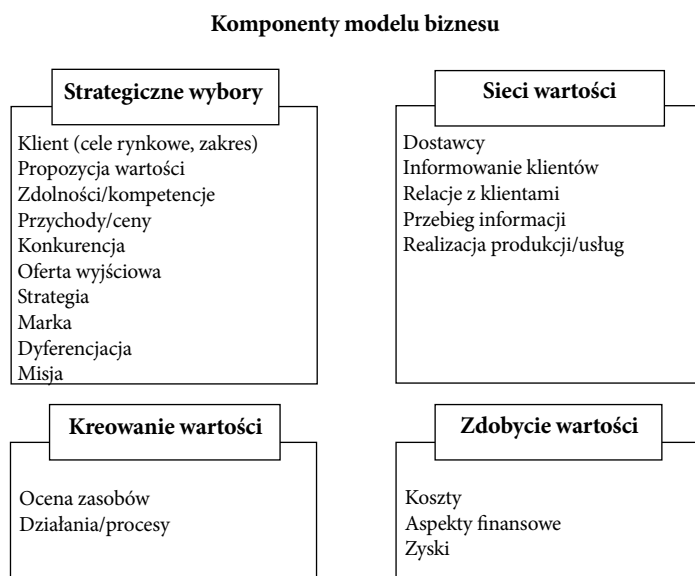 Komponenty modelu biznesu
Strategiczne wybory
Klient (cele rynkowe, zakres)
Propozycja wartości
Zdolności/kompetencje
Przychody/ceny
Konkurencja
Oferta wyjściowa
Strategia
Marka
Dyferencjacja
Misja
Sieci wartości
Dostawcy
Informowanie klientów
Relacje z klientami
Przebieg informacji
Realizacja produkcji/usług
Kreowanie wartości
Ocena zasobów
Działania/procesy
Zdobycie wartości
Koszty
Aspekty finansowe
Zyski